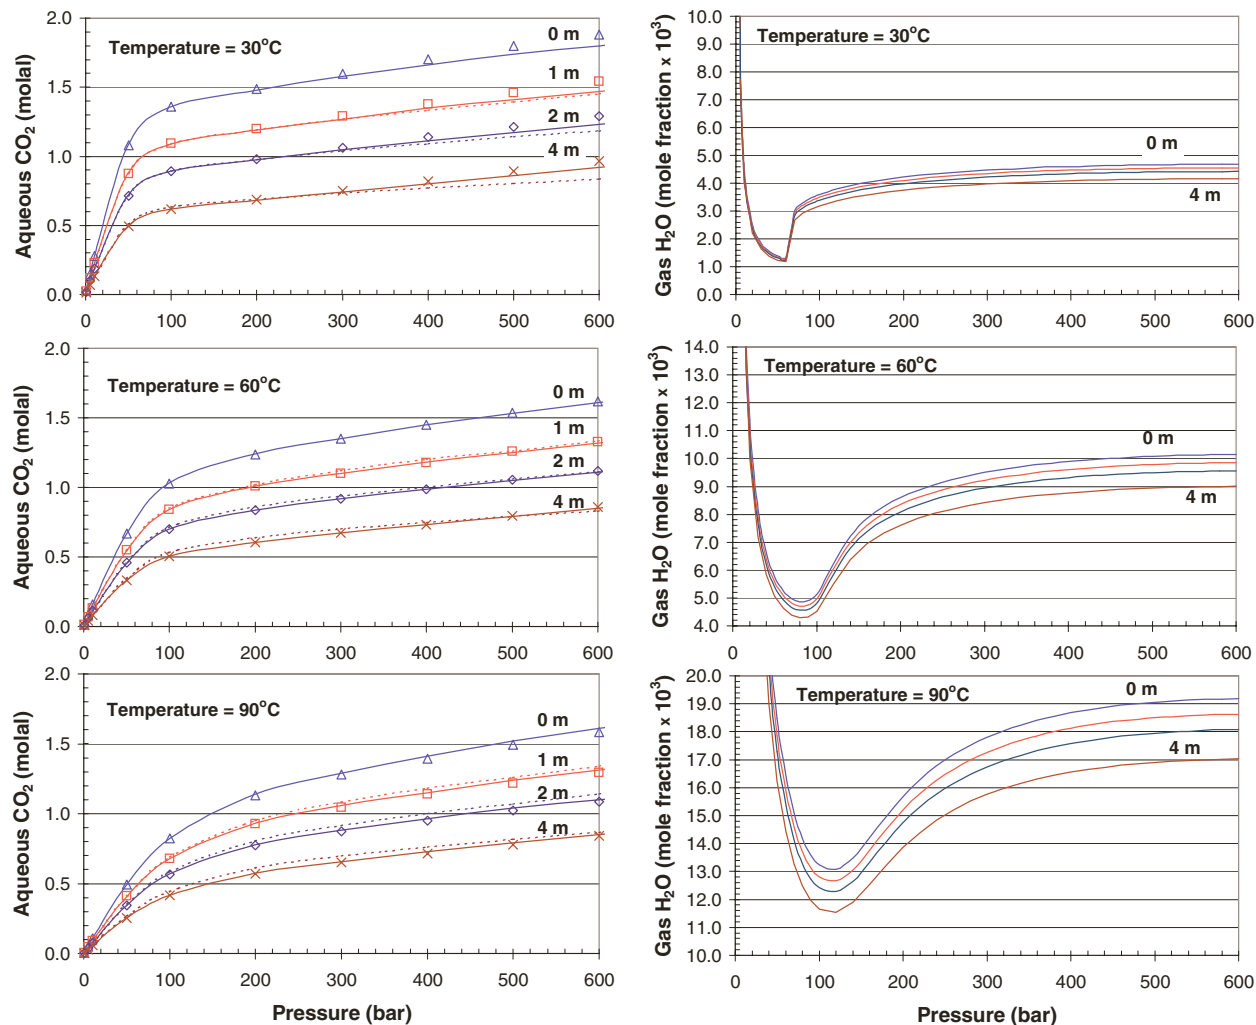 Aqueous CO2 (molal)
2.0
1.5
1.0
0.5
0.0
Temperature = 30°C
0 m
1 m
2 m
4 m
0 100 200 300 400 500 600
Gas H2O (mole fraction x 10³)
10.0
9.0
8.0
7.0
6.0
5.0
4.0
3.0
2.0
1.0
0.0
Temperature = 30°C
0 m
4 m
0 100 200 300 400 500 600
Aqueous CO2 (molal)
2.0
1.5
1.0
0.5
0.0
Temperature = 60°C
0 m
1 m
2 m
4 m
0 100 200 300 400 500 600
Gas H2O (mole fraction x 10³)
14.0
13.0
12.0
11.0
10.0
9.0
8.0
7.0
6.0
5.0
4.0
Temperature = 60°C
0 m
4 m
0 100 200 300 400 500 600
Aqueous CO2 (molal)
2.0
1.5
1.0
0.5
0.0
Temperature = 90°C
0 m
1 m
2 m
4 m
0 100 200 300 400 500 600
Pressure (bar)
Gas H2O (mole fraction x 10³)
20.0
19.0
18.0
17.0
16.0
15.0
14.0
13.0
12.0
11.0
10.0
Temperature = 90°C
0 m
4 m
0 100 200 300 400 500 600
Pressure (bar)